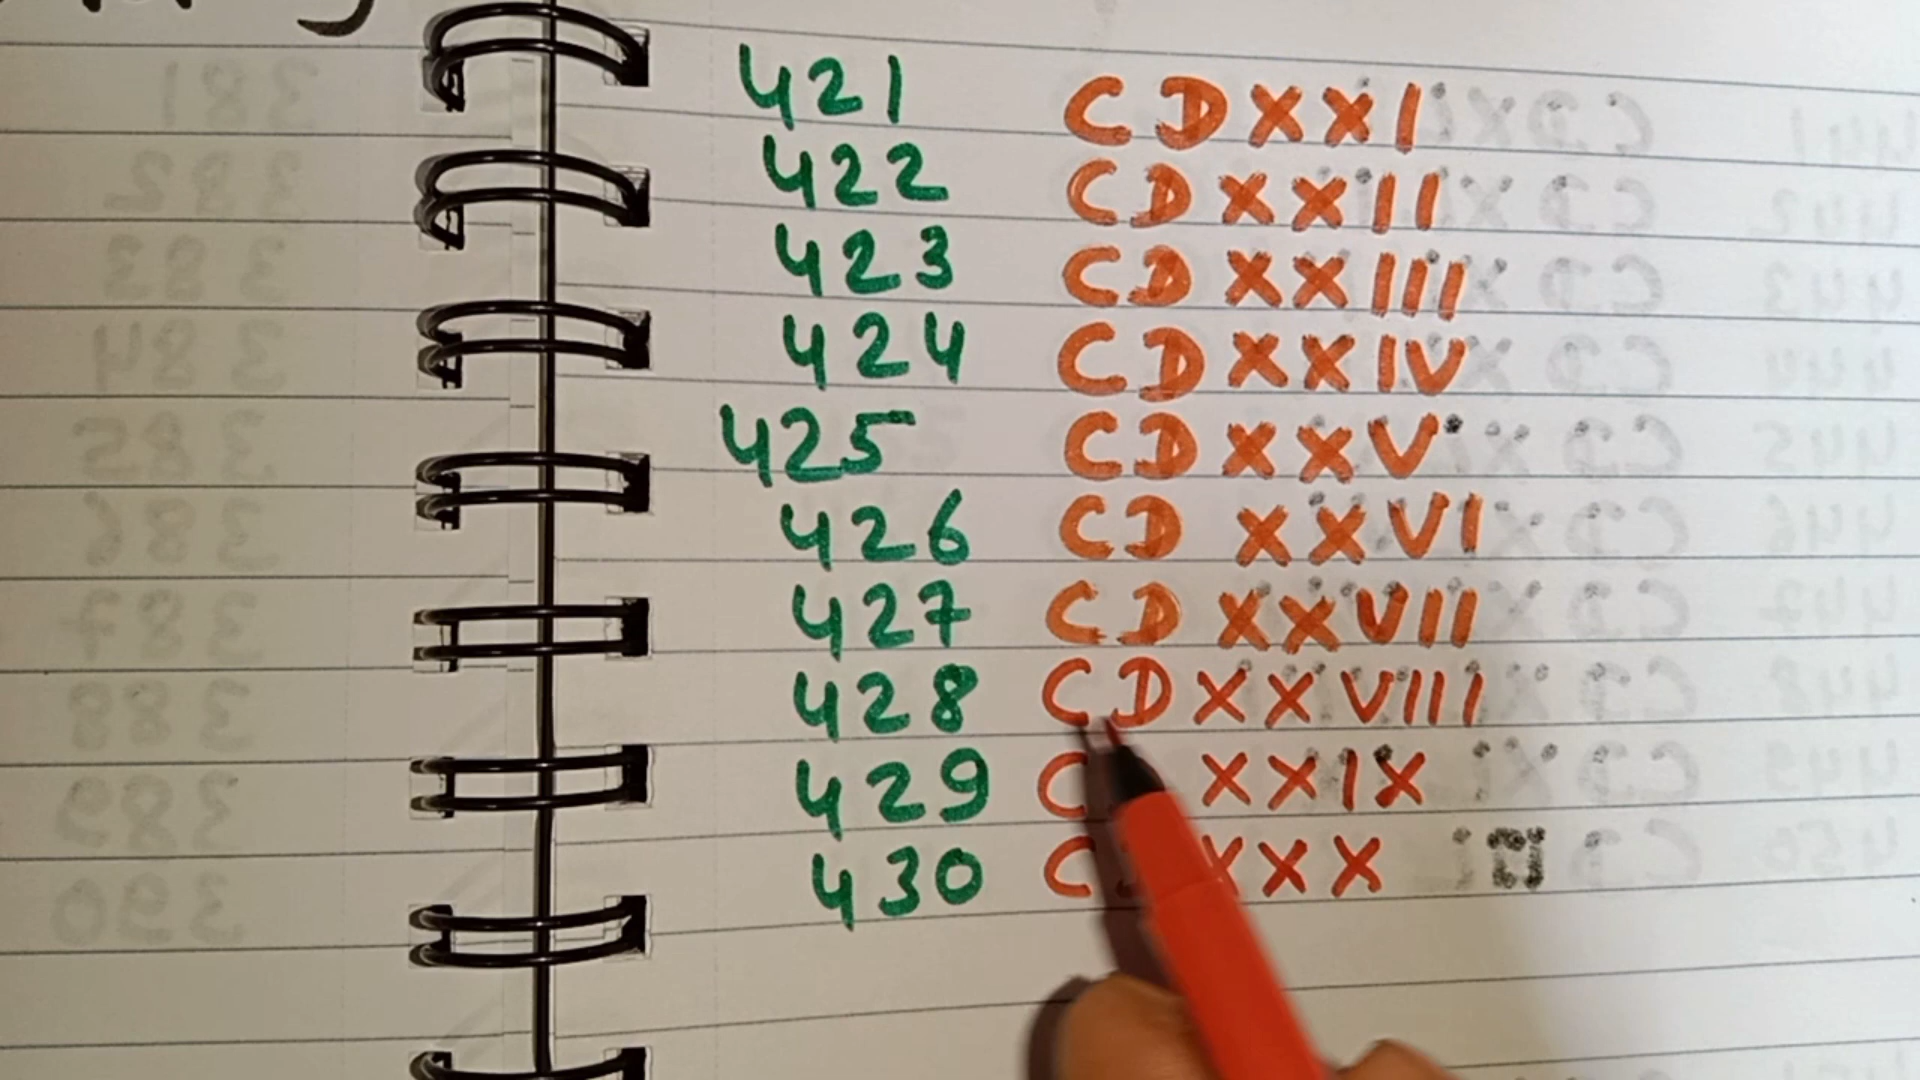 421 CDXXI
422 CDXXII
423 CDXXIII
424 CDXXIV
425 CDXXV
426 CDXXVI
427 CDXXVII
428 CDXXVIII
429 C XXIX
430 C XXX